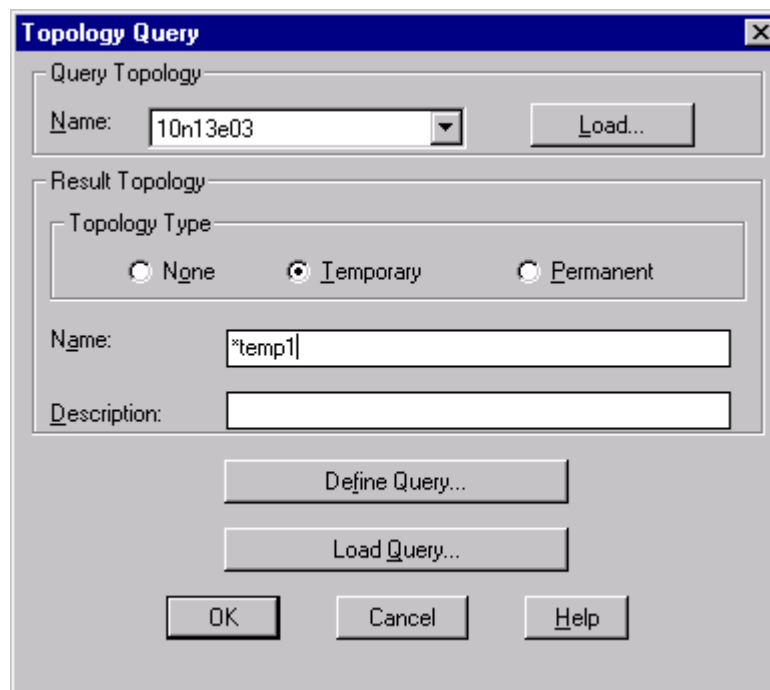 Topology Query
Query Topology
Name: 10n13e03 Load...
Result Topology
Topology Type
None Temporary Permanent
Name: *temp1
Description:
Define Query...
Load Query...
OK Cancel Help